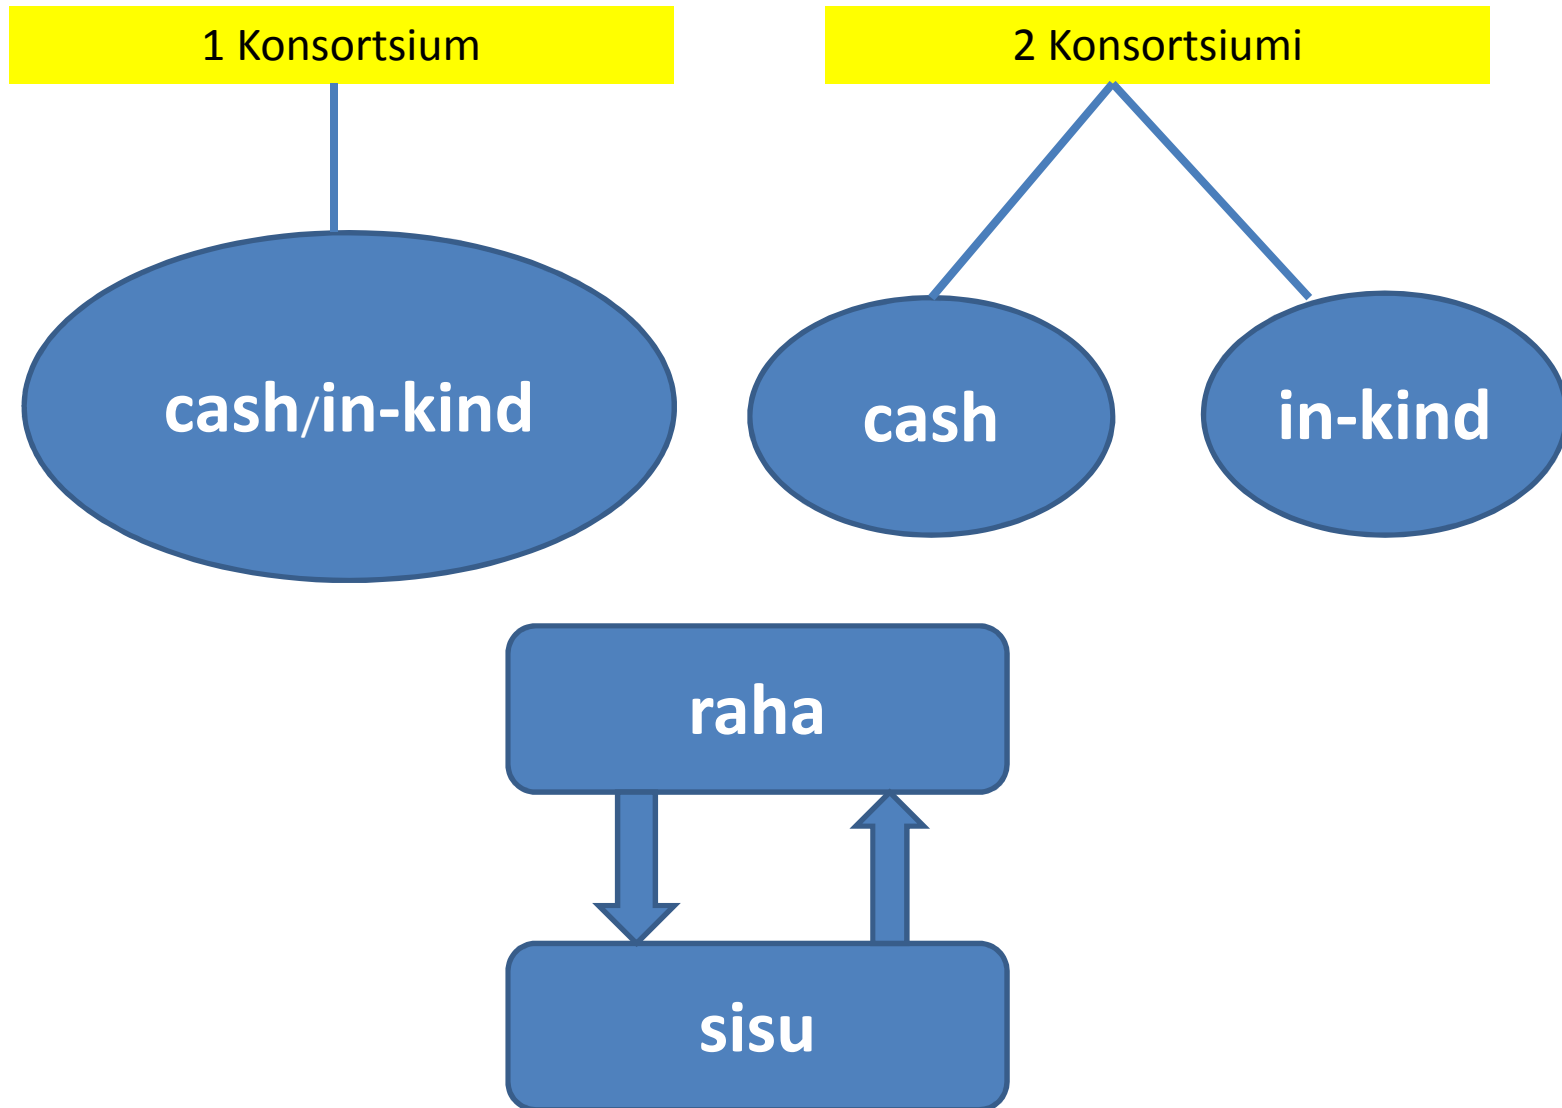 1 Konsortsium
2 Konsortsiumi
cash/in-kind
cash
in-kind
raha
sisu